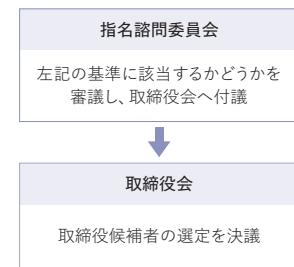 指名諮問委員会
左記の基準に該当するかどうかを
審議し、取締役会へ付議
取締役会
取締役候補者の選定を決議